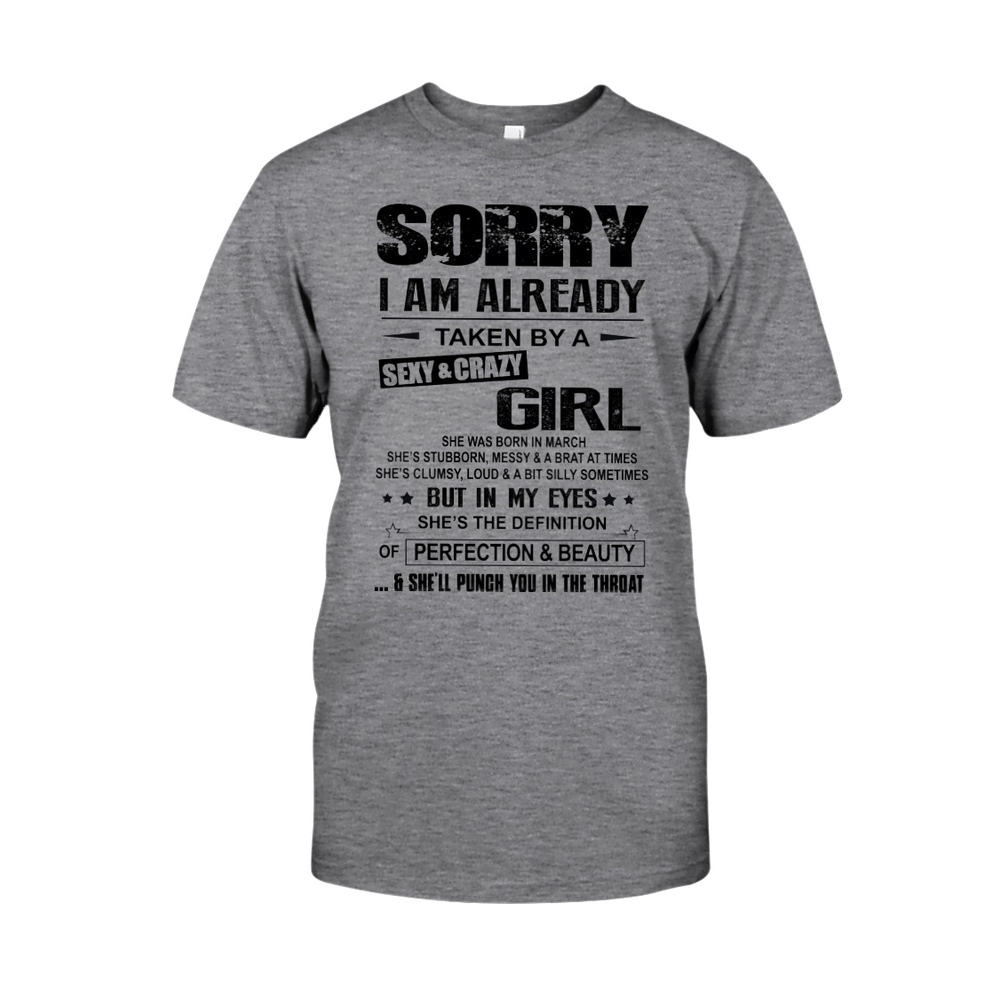 SORRY
I AM ALREADY
TAKEN BY A
SEXY & CRAZY
GIRL
SHE WAS BORN IN MARCH
SHE'S STUBBORN, MESSY & A BRAT AT TIMES
SHE'S CLUMSY, LOUD & A BIT SILLY SOMETIMES
BUT IN MY EYES
SHE'S THE DEFINITION
OF PERFECTION & BEAUTY
... & SHE'LL PUNCH YOU IN THE THROAT